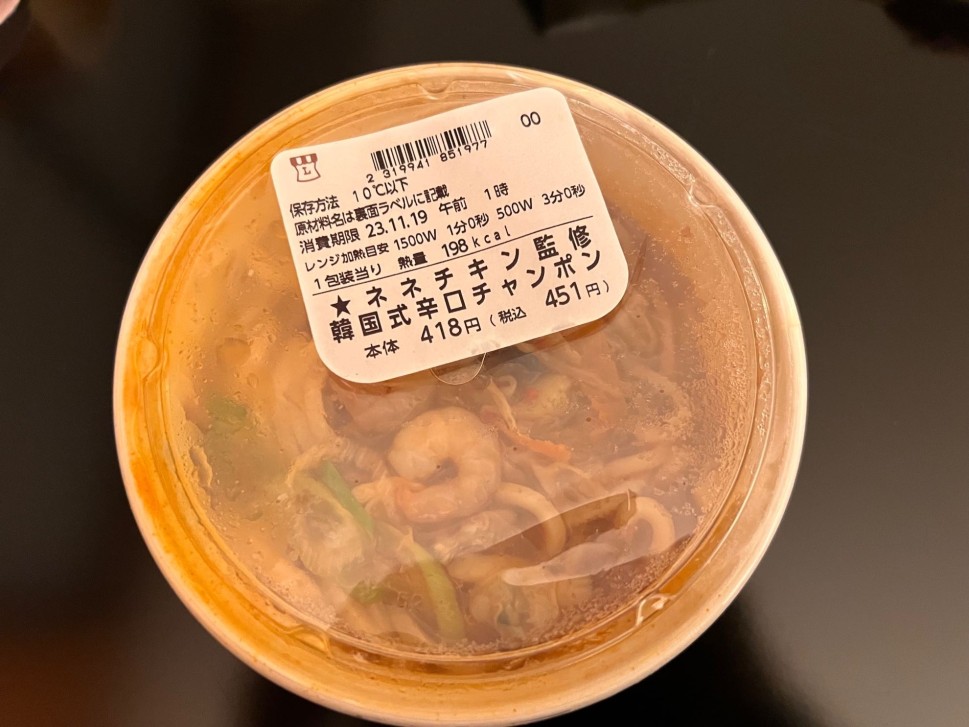 00
L
2 319941 851977
保存方法 10℃以下
原材料名は裏面ラベルに記載
消費期限 23.11.19 午前 1時
レンジ加熱目安 1500W 1分0秒 500W 3分0秒
1包装当り 熱量 198kcal
★ネネチキン監修
韓国式辛口チャンポン
本体 418円(税込 451円)